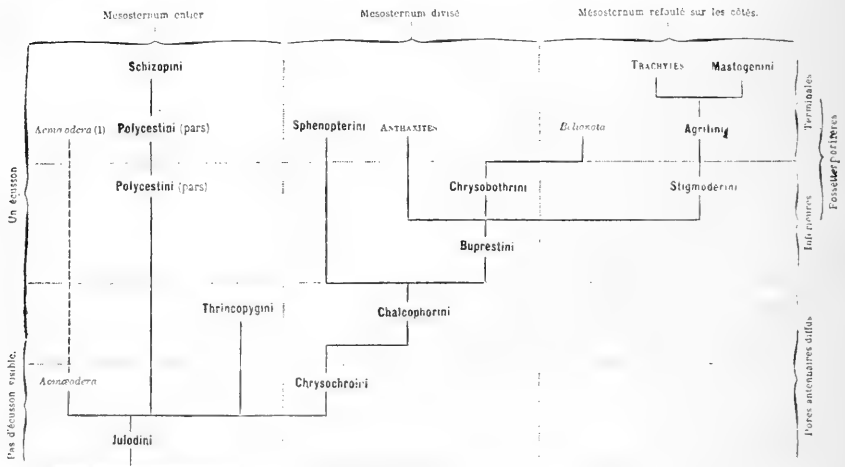 Mesosternum entier
Mesosternum divisé
Mésosternum refoulé sur les côtés.
Schizopini
TRACHYTES
Mastogenini
Acmæodera (1)
Polycestini (pars)
Sphenopterini
ANTHAXITES
Belionota
Agrilini
Polycestini (pars)
Chrysobothrini
Stigmoderini
Buprestini
Thrincopygini
Chalcophorini
Acmæodera
Chrysochroini
Julodini
Un écusson
Pas d'écusson visible.
Terminales
Inférieures
Fossettes porifères
Pores antennaires diffus